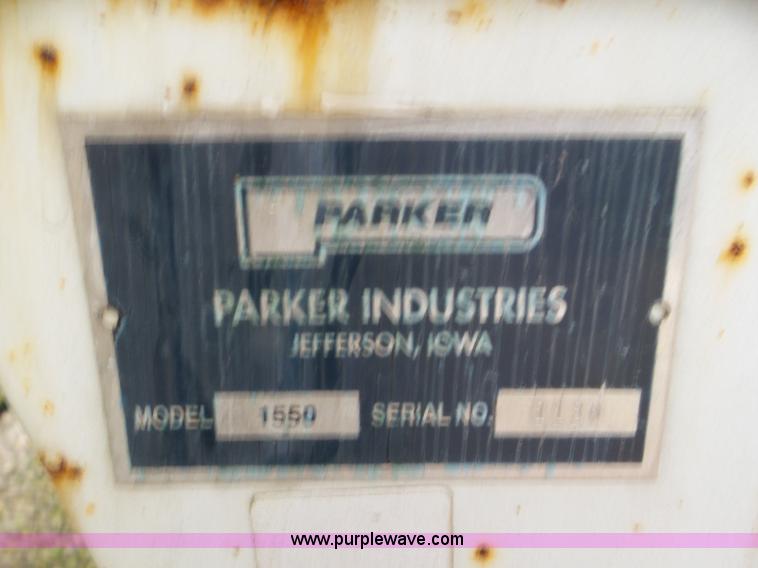 PARKER
PARKER INDUSTRIES
JEFFERSON, IOWA
MODEL 1550 SERIAL NO.
www.purplewave.com